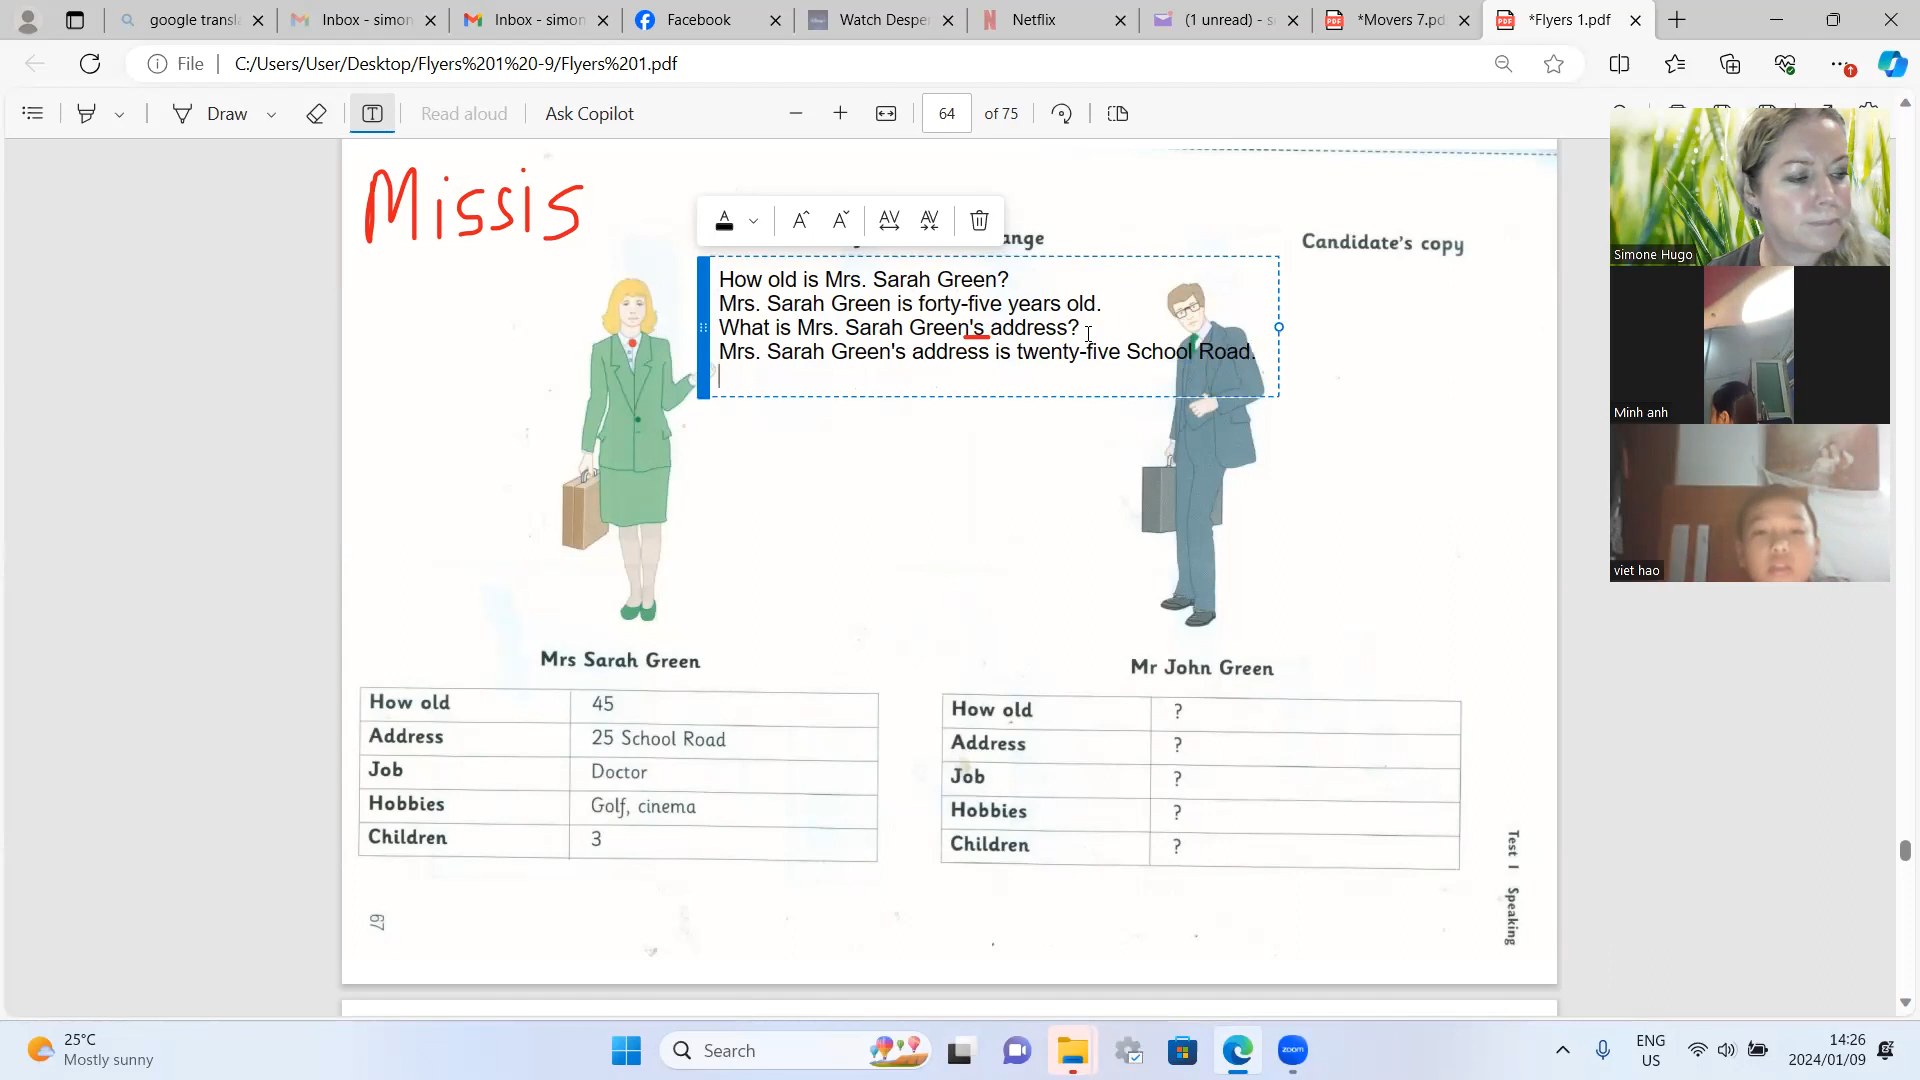 google transl
Inbox - simon
Inbox - simon
Facebook
Watch Desper
Netflix
(1 unread) - s
*Movers 7.pd
*Flyers 1.pdf
File
C:/Users/User/Desktop/Flyers%201%20-9/Flyers%201.pdf
Draw
Read aloud
Ask Copilot
64
of 75
Missis
ange
Candidate's copy
How old is Mrs. Sarah Green?
Mrs. Sarah Green is forty-five years old.
What is Mrs. Sarah Green's address?
Mrs. Sarah Green's address is twenty-five School Road.
Mrs Sarah Green
How old 45
Address 25 School Road
Job Doctor
Hobbies Golf, cinema
Children 3
Mr John Green
How old ?
Address ?
Job ?
Hobbies ?
Children ?
67
Test 1 Speaking
Simone Hugo
Minh anh
viet hao
25°C
Mostly sunny
Search
zoom
ENG
US
14:26
2024/01/09